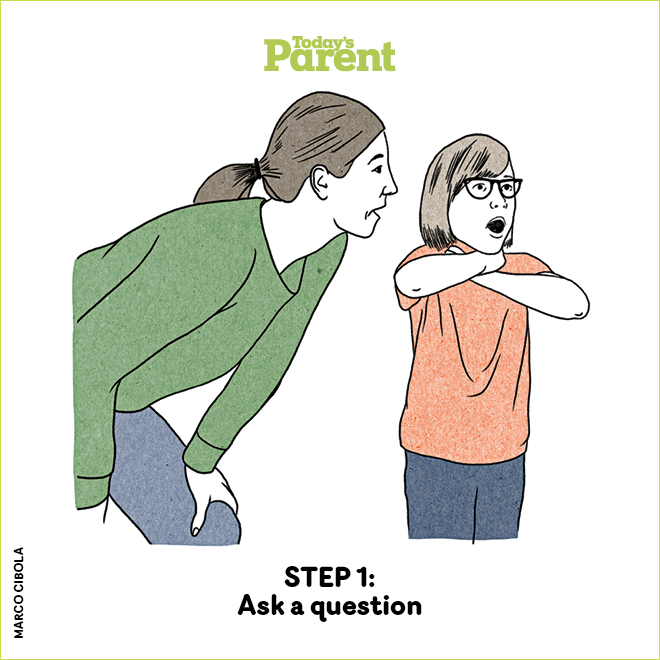 Today's
Parent
STEP 1:
Ask a question
MARCO CIBOLA